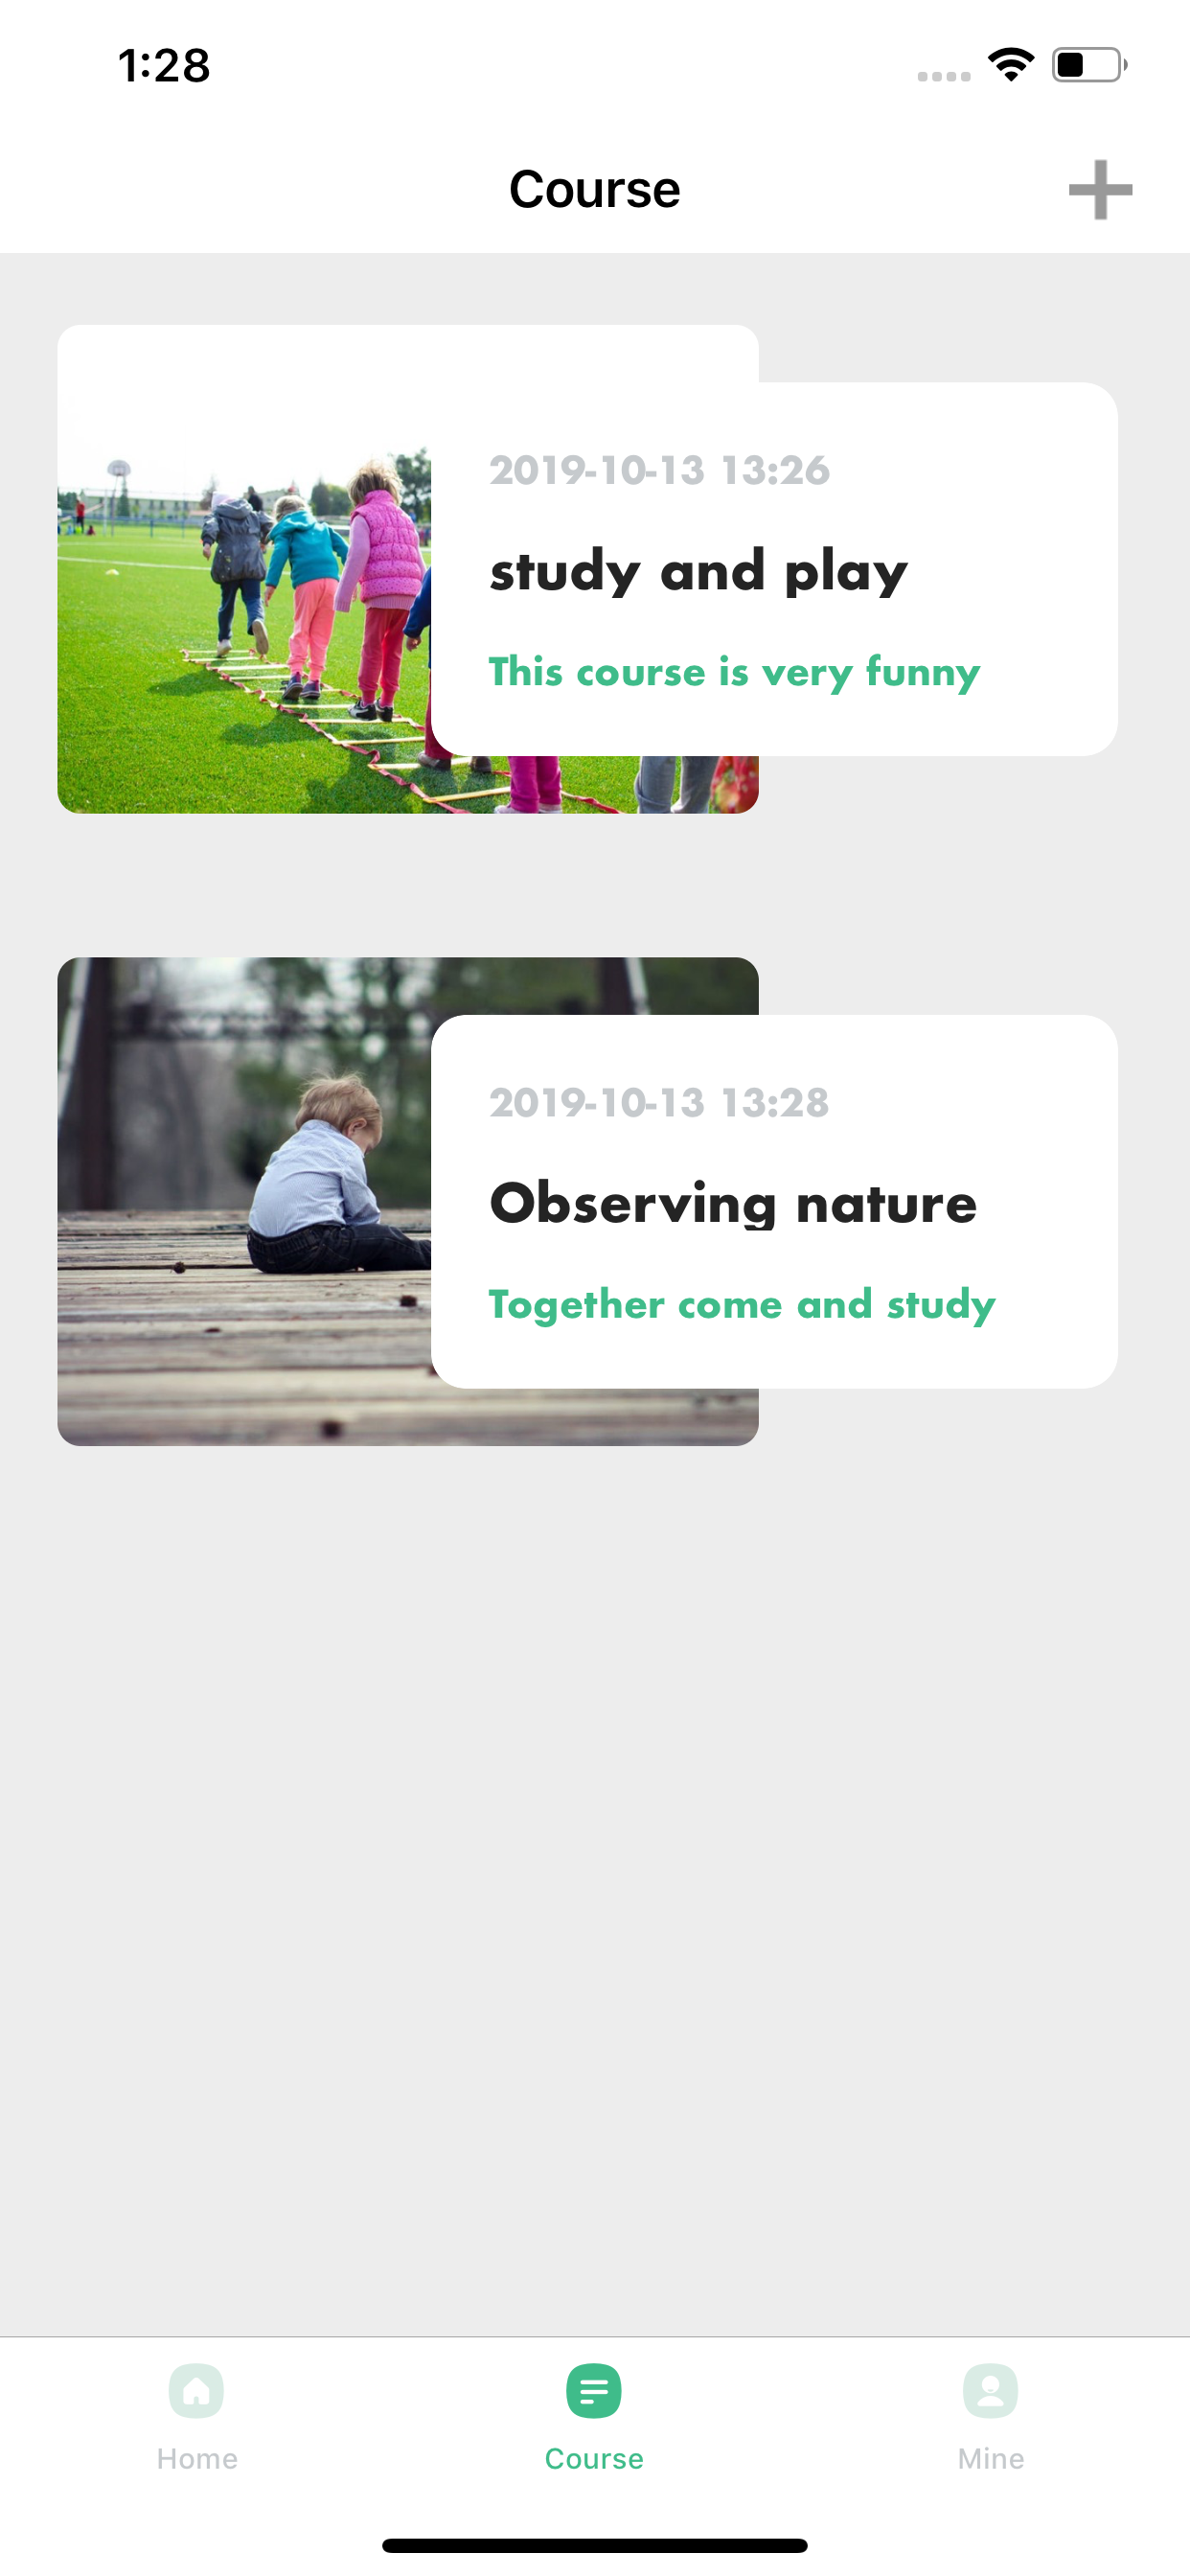 1:28
Course
2019-10-13 13:26
study and play
This course is very funny
2019-10-13 13:28
Observing nature
Together come and study
Home
Course
Mine